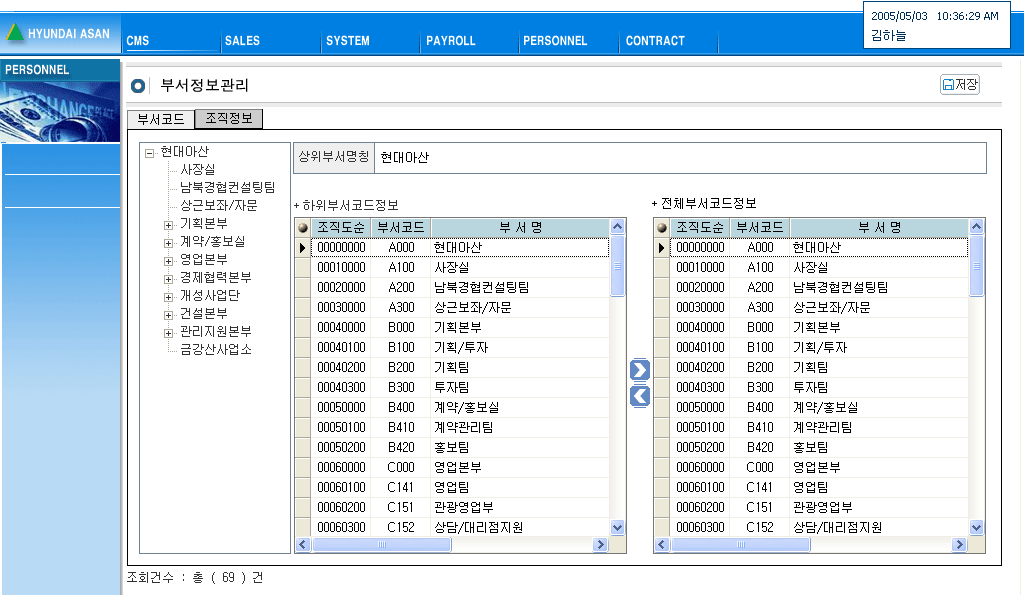 2005/05/03 10:36:29 AM
김하늘
HYUNDAI ASAN
CMS SALES SYSTEM PAYROLL PERSONNEL CONTRACT
PERSONNEL
부서정보관리
저장
부서코드 조직정보
현대아산
사장실
남북경협컨설팅팀
상근보좌/자문
기획본부
계약/홍보실
영업본부
경제협력본부
개성사업단
건설본부
관리지원본부
금강산사업소
상위부서명칭 현대아산
+ 하위부서코드정보
조직도순 부서코드 부 서 명
00000000 A000 현대아산
00010000 A100 사장실
00020000 A200 남북경협컨설팅팀
00030000 A300 상근보좌/자문
00040000 B000 기획본부
00040100 B100 기획/투자
00040200 B200 기획팀
00040300 B300 투자팀
00050000 B400 계약/홍보실
00050100 B410 계약관리팀
00050200 B420 홍보팀
00060000 C000 영업본부
00060100 C141 영업팀
00060200 C151 관광영업부
00060300 C152 상담/대리점지원
+ 전체부서코드정보
조직도순 부서코드 부 서 명
00000000 A000 현대아산
00010000 A100 사장실
00020000 A200 남북경협컨설팅팀
00030000 A300 상근보좌/자문
00040000 B000 기획본부
00040100 B100 기획/투자
00040200 B200 기획팀
00040300 B300 투자팀
00050000 B400 계약/홍보실
00050100 B410 계약관리팀
00050200 B420 홍보팀
00060000 C000 영업본부
00060100 C141 영업팀
00060200 C151 관광영업부
00060300 C152 상담/대리점지원
조회건수 : 총 ( 69 ) 건